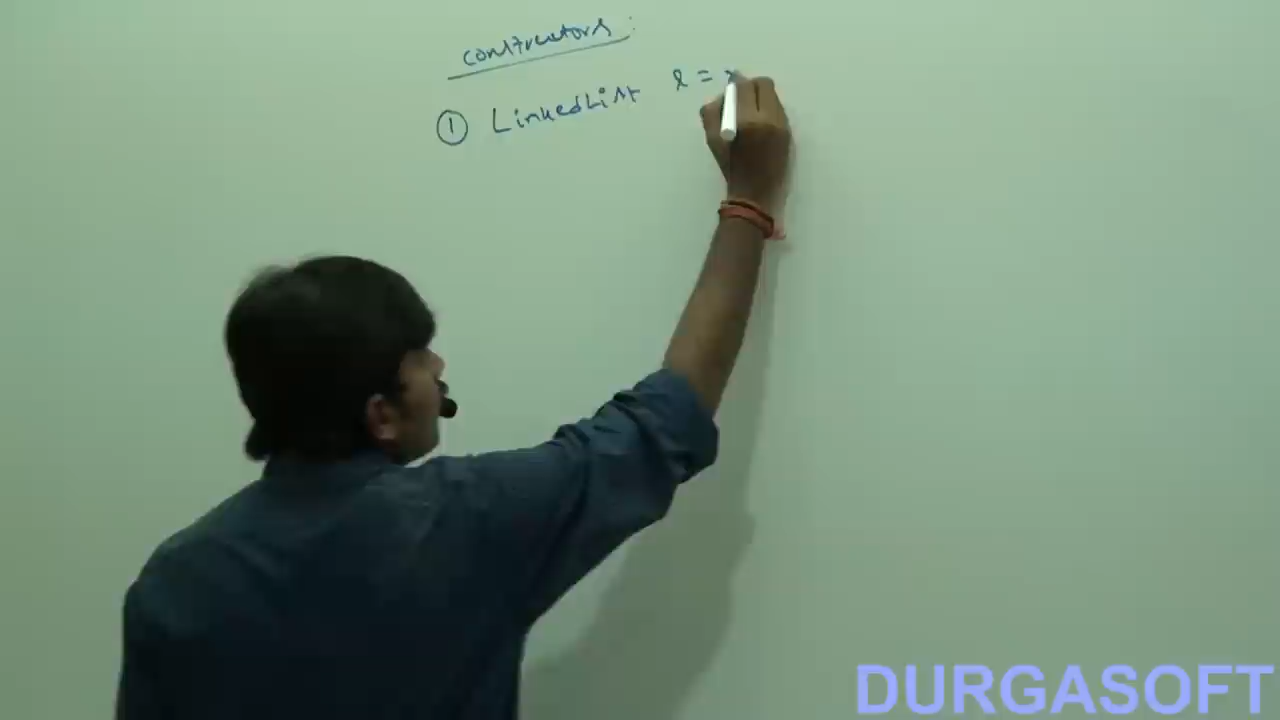 constructors:
① LinkedList l =
DURGASOFT